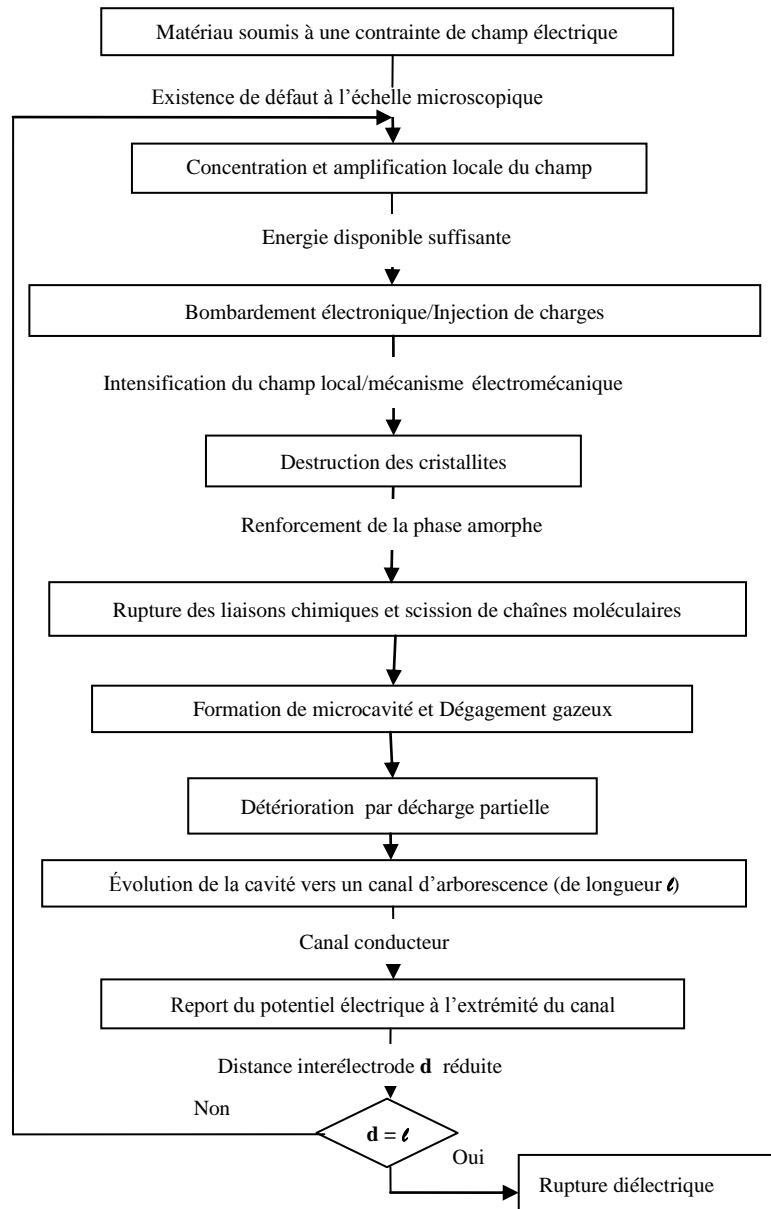 Matériau soumis à une contrainte de champ électrique
Existence de défaut à l'échelle microscopique
Concentration et amplification locale du champ
Energie disponible suffisante
Bombardement électronique/Injection de charges
Intensification du champ local/mécanisme électromécanique
Destruction des cristallites
Renforcement de la phase amorphe
Rupture des liaisons chimiques et scission de chaînes moléculaires
Formation de microcavité et Dégagement gazeux
Détérioration par décharge partielle
Évolution de la cavité vers un canal d'arborescence (de longueur ℓ)
Canal conducteur
Report du potentiel électrique à l'extrémité du canal
Distance interélectrode d réduite
Non
d = ℓ
Oui
Rupture diélectrique